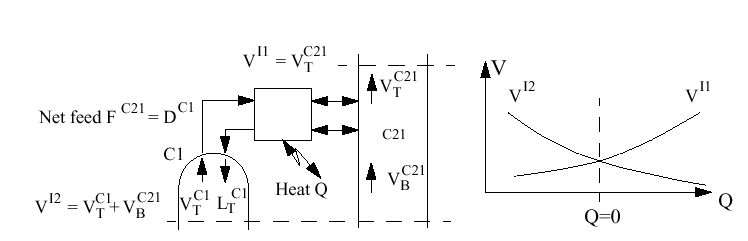 V^I1 = V_T^C21
V_T^C21
Net feed F^C21 = D^C1
C21
C1
V_B^C21
Heat Q
V^I2 = V_T^C1 + V_B^C21
V_T^C1
L_T^C1
V
V^I2
V^I1
Q
Q=0